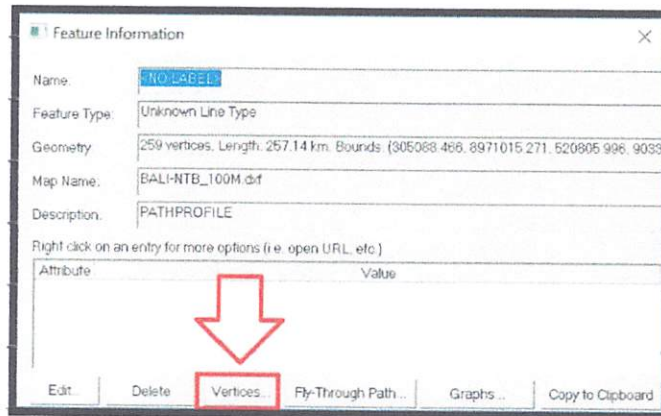 Feature Information
Name: <NO LABEL>
Feature Type: Unknown Line Type
Geometry 259 vertices, Length: 257.14 km. Bounds: (305088.466, 8971015.271, 520805.996, 9033
Map Name: BALI-NTB_100M.dxf
Description. PATHPROFILE
Right click on an entry for more options (i.e. open URL, etc.)
Attribute Value
Edit... Delete Vertices... Fly-Through Path... Graphs... Copy to Clipboard